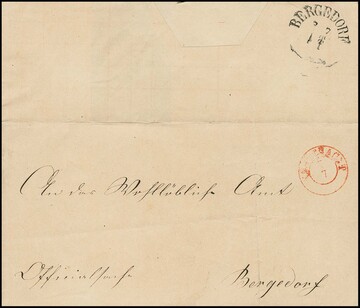 BERGEDORF
An das Wohllöbliche Amt
Officialsache
Bergedorf